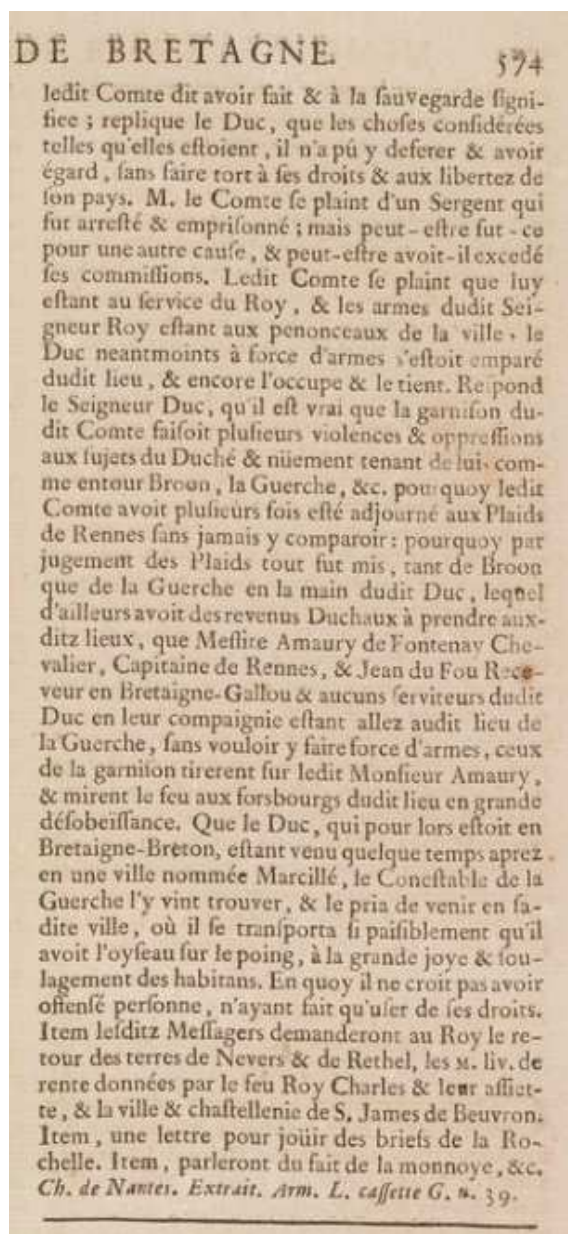 DE BRETAGNE. 574
ledit Comte dit avoir fait & à la ſauvegarde ſigni-
fiée ; replique le Duc, que les choſes conſidérées
telles qu'elles eſtoient, il n'a pû y deferer & avoir
égard, ſans faire tort à ſes droits & aux libertez de
ſon pays. M. le Comte ſe plaint d'un Sergent qui
fut arreſté & empriſonné ; mais peut-eſtre fut-ce
pour une autre cauſe, & peut-eſtre avoit-il excedé
ſes commiſſions. Ledit Comte ſe plaint que luy
eſtant au ſervice du Roy, & les armes dudit Sei-
gneur Roy eſtant aux penonceaux de la ville, le
Duc neantmoints à force d'armes s'eſtoit emparé
dudit lieu, & encore l'occupe & le tient. Reſpond
le Seigneur Duc, qu'il eſt vrai que la garniſon du-
dit Comte faiſoit pluſieurs violences & oppreſſions
aux ſujets du Duché & nüement tenant de lui, com-
me entour Broon, la Guerche, &c. pourquoy ledit
Comte avoit pluſieurs fois eſté adjourné aux Plaids
de Rennes ſans jamais y comparoir : pourquoy par
jugement des Plaids tout fut mis, tant de Broon
que de la Guerche en la main dudit Duc, lequel
d'ailleurs avoit des revenus Duchaux à prendre aux-
ditz lieux, que Meſſire Amaury de Fontenay Che-
valier, Capitaine de Rennes, & Jean du Fou Rece-
veur en Bretaigne-Gallou & aucuns ſerviteurs dudit
Duc en leur compaignie eſtant allez audit lieu de
la Guerche, ſans vouloir y faire force d'armes, ceux
de la garniſon tirerent ſur ledit Monſieur Amaury,
& mirent le feu aux forsbourgs dudit lieu en grande
déſobeiſſance. Que le Duc, qui pour lors eſtoit en
Bretaigne-Breton, eſtant venu quelque temps aprez
en une ville nommée Marcillé, le Coneſtable de la
Guerche l'y vint trouver, & le pria de venir en ſa-
dite ville, où il ſe tranſporta ſi paiſiblement qu'il
avoit l'oyſeau ſur le poing, à la grande joye & ſou-
lagement des habitans. En quoy il ne croit pas avoir
offenſé perſonne, n'ayant fait qu'uſer de ſes droits.
Item leſditz Meſſagers demanderont au Roy le re-
tour des terres de Nevers & de Rethel, les M. liv. de
rente données par le feu Roy Charles & leur aſſiet-
te, & la ville & chaſtellenie de S. James de Beuvron.
Item, une lettre pour joüir des briefs de la Ro-
chelle. Item, parleront du fait de la monnoye, &c.
Ch. de Nantes. Extrait. Arm. L. caſſette G. n. 39.